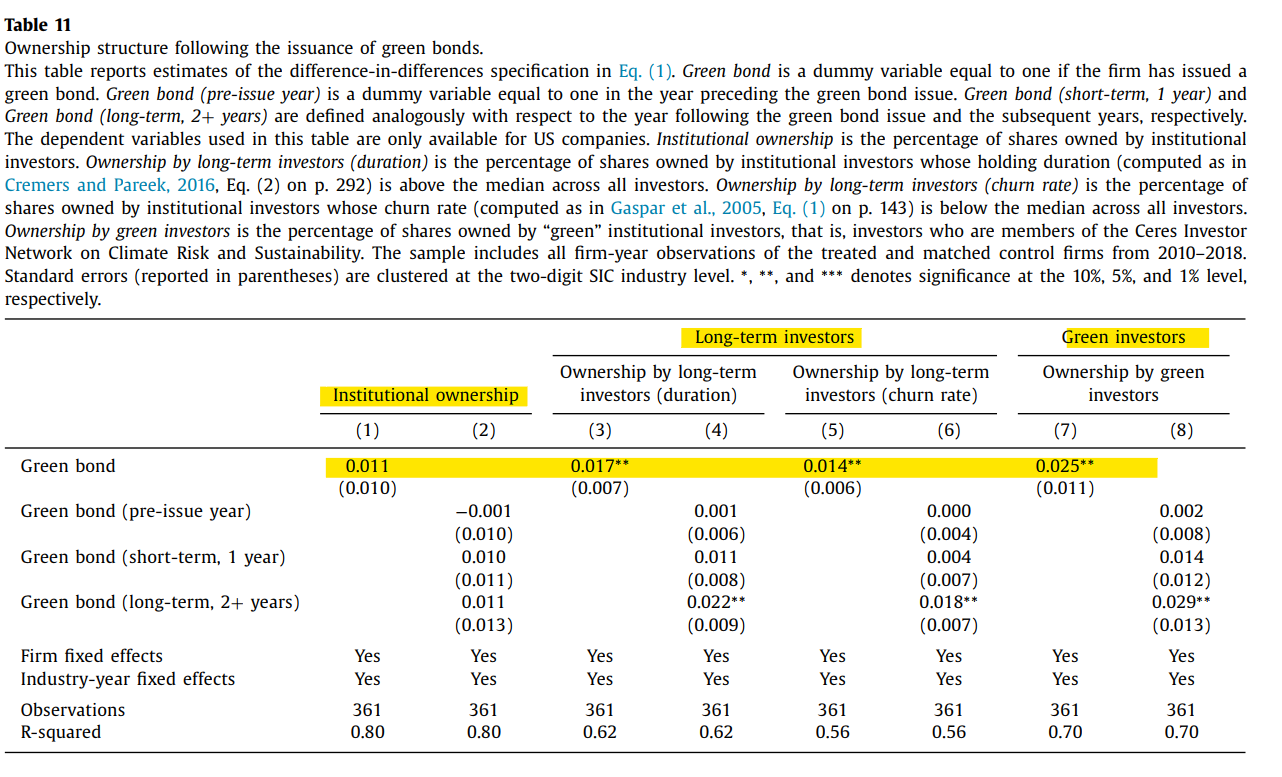 Table 11
Ownership structure following the issuance of green bonds.
This table reports estimates of the difference-in-differences specification in Eq. (1). Green bond is a dummy variable equal to one if the firm has issued a
green bond. Green bond (pre-issue year) is a dummy variable equal to one in the year preceding the green bond issue. Green bond (short-term, 1 year) and
Green bond (long-term, 2+ years) are defined analogously with respect to the year following the green bond issue and the subsequent years, respectively.
The dependent variables used in this table are only available for US companies. Institutional ownership is the percentage of shares owned by institutional
investors. Ownership by long-term investors (duration) is the percentage of shares owned by institutional investors whose holding duration (computed as in
Cremers and Pareek, 2016, Eq. (2) on p. 292) is above the median across all investors. Ownership by long-term investors (churn rate) is the percentage of
shares owned by institutional investors whose churn rate (computed as in Gaspar et al., 2005, Eq. (1) on p. 143) is below the median across all investors.
Ownership by green investors is the percentage of shares owned by “green” institutional investors, that is, investors who are members of the Ceres Investor
Network on Climate Risk and Sustainability. The sample includes all firm-year observations of the treated and matched control firms from 2010–2018.
Standard errors (reported in parentheses) are clustered at the two-digit SIC industry level. *, **, and *** denotes significance at the 10%, 5%, and 1% level,
respectively.
Long-term investors Green investors
Ownership by long-term Ownership by long-term Ownership by green
Institutional ownership investors (duration) investors (churn rate) investors
(1) (2) (3) (4) (5) (6) (7) (8)
Green bond 0.011 0.017** 0.014** 0.025**
(0.010) (0.007) (0.006) (0.011)
Green bond (pre-issue year) −0.001 0.001 0.000 0.002
(0.010) (0.006) (0.004) (0.008)
Green bond (short-term, 1 year) 0.010 0.011 0.004 0.014
(0.011) (0.008) (0.007) (0.012)
Green bond (long-term, 2+ years) 0.011 0.022** 0.018** 0.029**
(0.013) (0.009) (0.007) (0.013)
Firm fixed effects Yes Yes Yes Yes Yes Yes Yes Yes
Industry-year fixed effects Yes Yes Yes Yes Yes Yes Yes Yes
Observations 361 361 361 361 361 361 361 361
R-squared 0.80 0.80 0.62 0.62 0.56 0.56 0.70 0.70